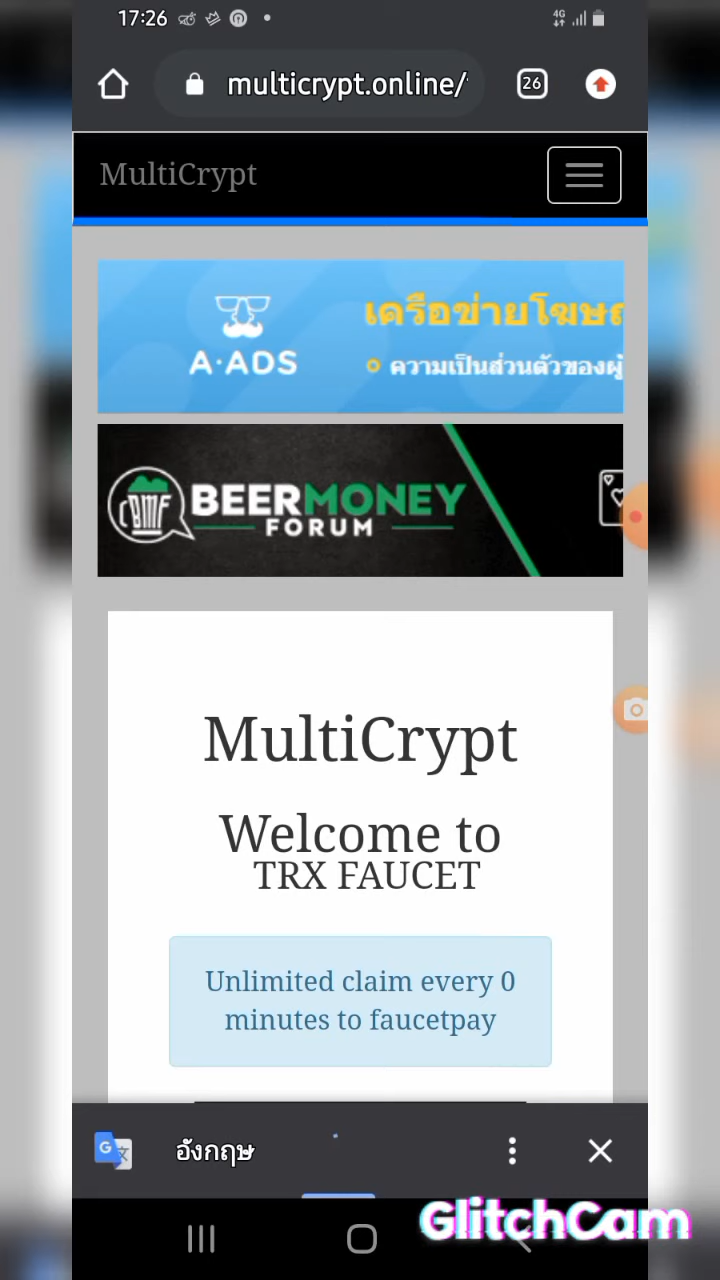 17:26
4G
multicrypt.online/
26
MultiCrypt
A·ADS
เครือข่ายโฆษ
ความเป็นส่วนตัวของผู้
CBMF
BEERMONEY
FORUM
MultiCrypt
Welcome to
TRX FAUCET
Unlimited claim every 0
minutes to faucetpay
G
อังกฤษ
GlitchCam